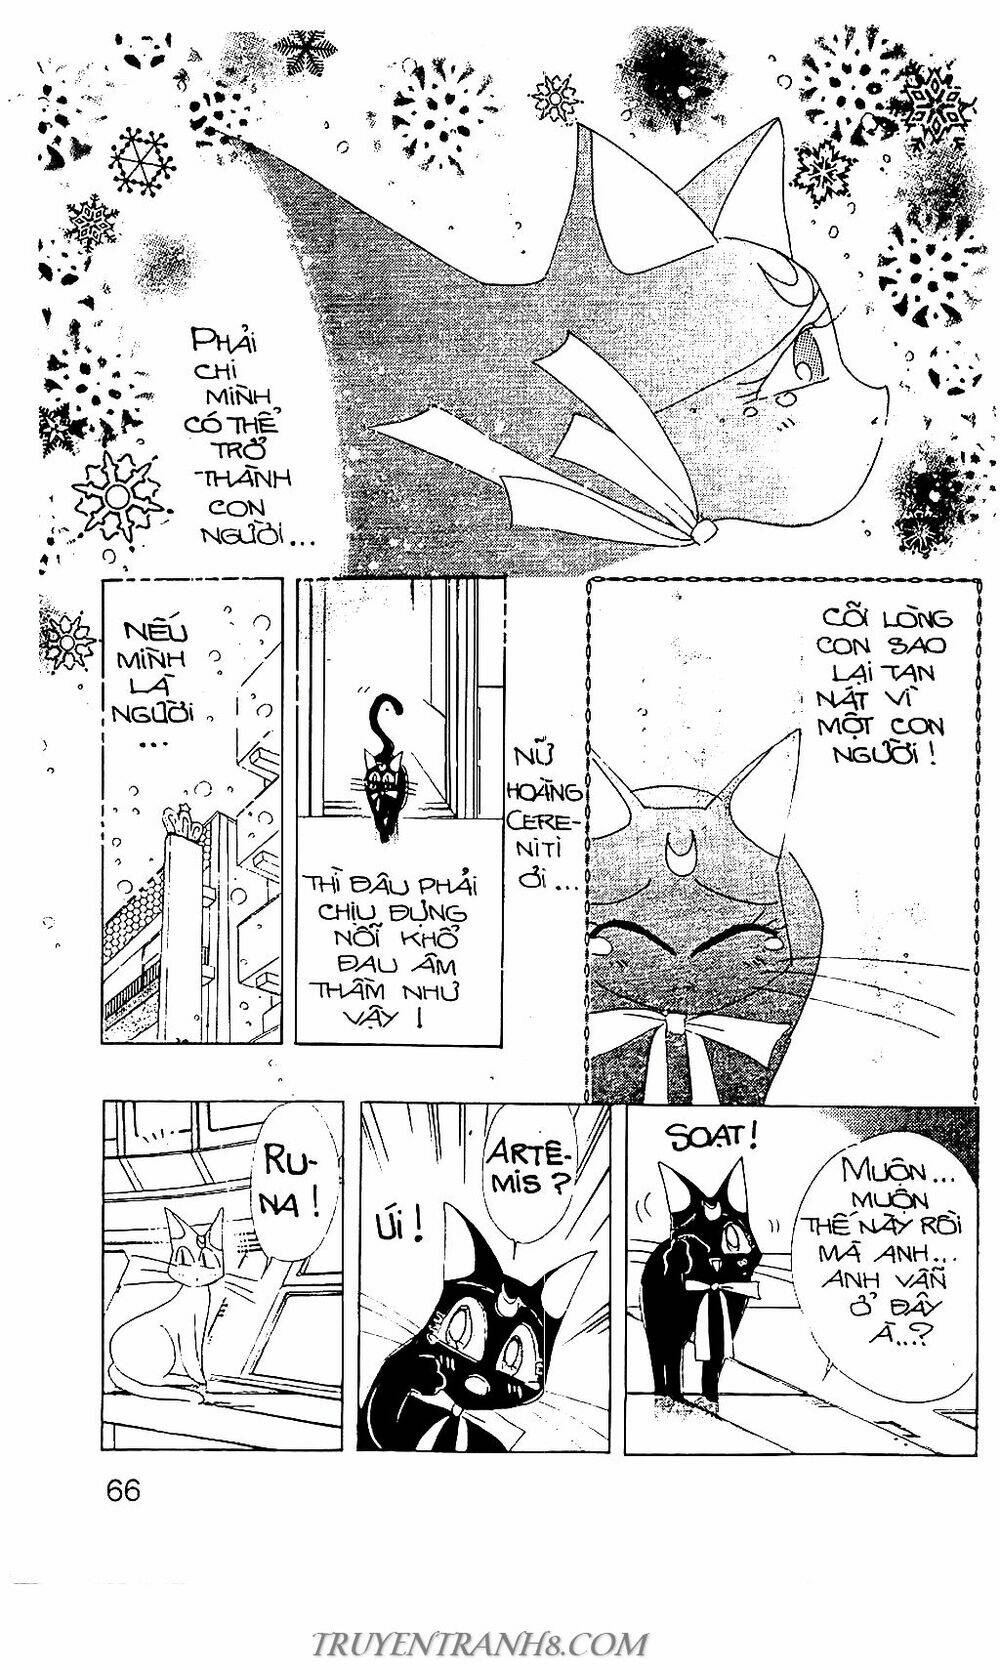 PHẢI
CHI
MÌNH
CÓ THỂ
TRỞ
THÀNH
CON
NGƯỜI...
NẾU
MÌNH
LÀ
NGƯỜI
...
THÌ ĐÂU PHẢI
CHỊU ĐỰNG
NỖI KHỔ
ĐAU ÂM
THẦM NHƯ
VẬY!
NỮ
HOÀNG
CERE-
NITI
ƠI...
CÕI LÒNG
CON SAO
LẠI TAN
NÁT VÌ
MỘT CON
NGƯỜI!
RU-
NA!
ÚI!
ARTÊ-
MIS?
SOẠT!
MUỘN...
MUỘN
THẾ NÀY RỒI
MÀ ANH...
ANH VẪN
Ở ĐÂY
À...?
66
TRUYENTRANH8.COM